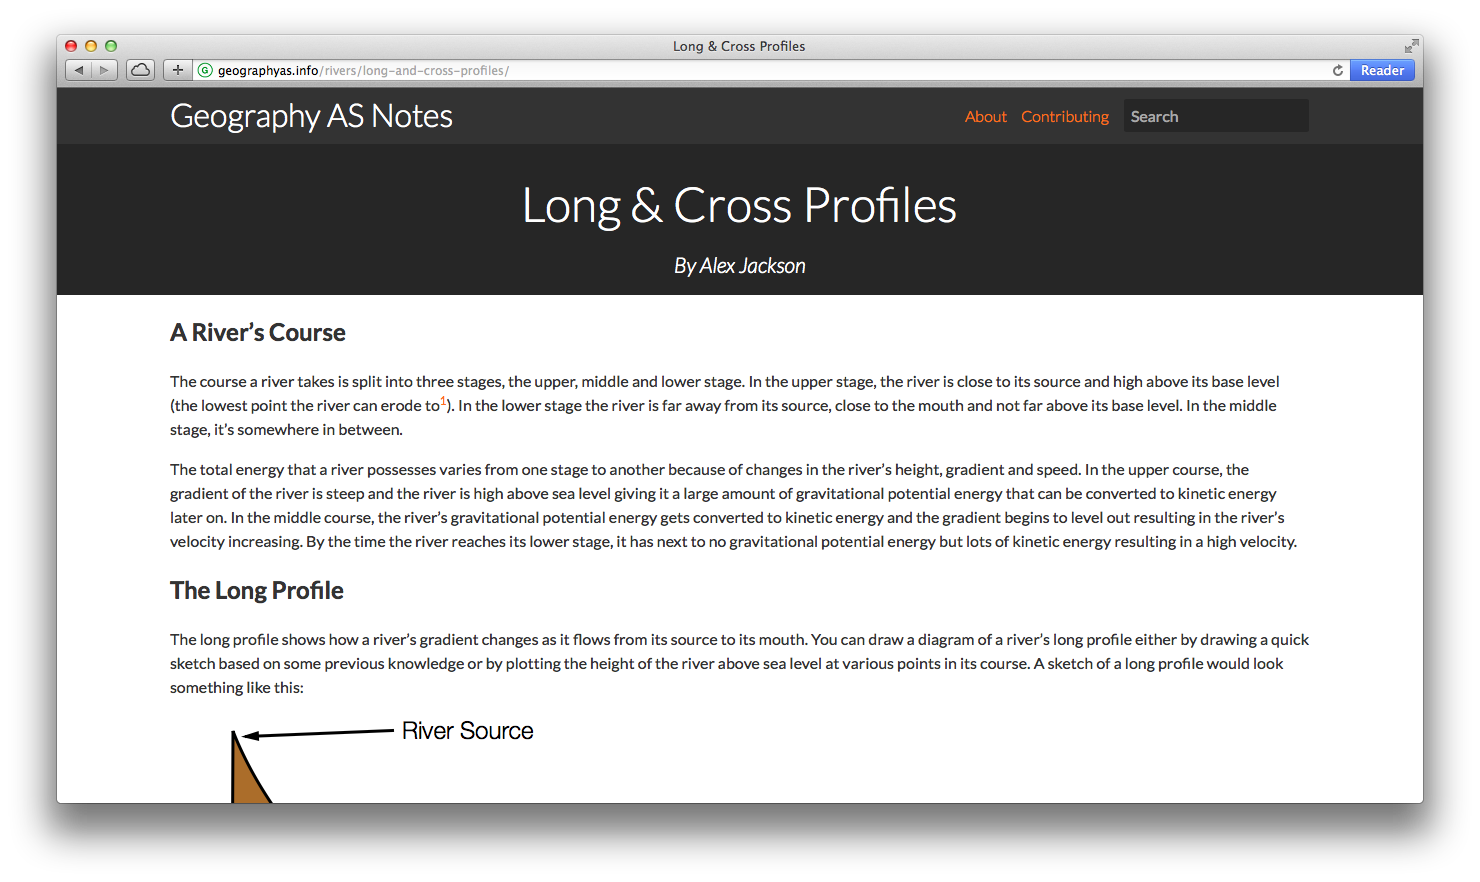 Long & Cross Profiles
geographyas.info/rivers/long-and-cross-profiles/
Reader
Geography AS Notes
About
Contributing
Search
Long & Cross Profiles
By Alex Jackson
A River’s Course
The course a river takes is split into three stages, the upper, middle and lower stage. In the upper stage, the river is close to its source and high above its base level
(the lowest point the river can erode to1). In the lower stage the river is far away from its source, close to the mouth and not far above its base level. In the middle
stage, it’s somewhere in between.
The total energy that a river possesses varies from one stage to another because of changes in the river’s height, gradient and speed. In the upper course, the
gradient of the river is steep and the river is high above sea level giving it a large amount of gravitational potential energy that can be converted to kinetic energy
later on. In the middle course, the river’s gravitational potential energy gets converted to kinetic energy and the gradient begins to level out resulting in the river’s
velocity increasing. By the time the river reaches its lower stage, it has next to no gravitational potential energy but lots of kinetic energy resulting in a high velocity.
The Long Profile
The long profile shows how a river’s gradient changes as it flows from its source to its mouth. You can draw a diagram of a river’s long profile either by drawing a quick
sketch based on some previous knowledge or by plotting the height of the river above sea level at various points in its course. A sketch of a long profile would look
something like this:
River Source